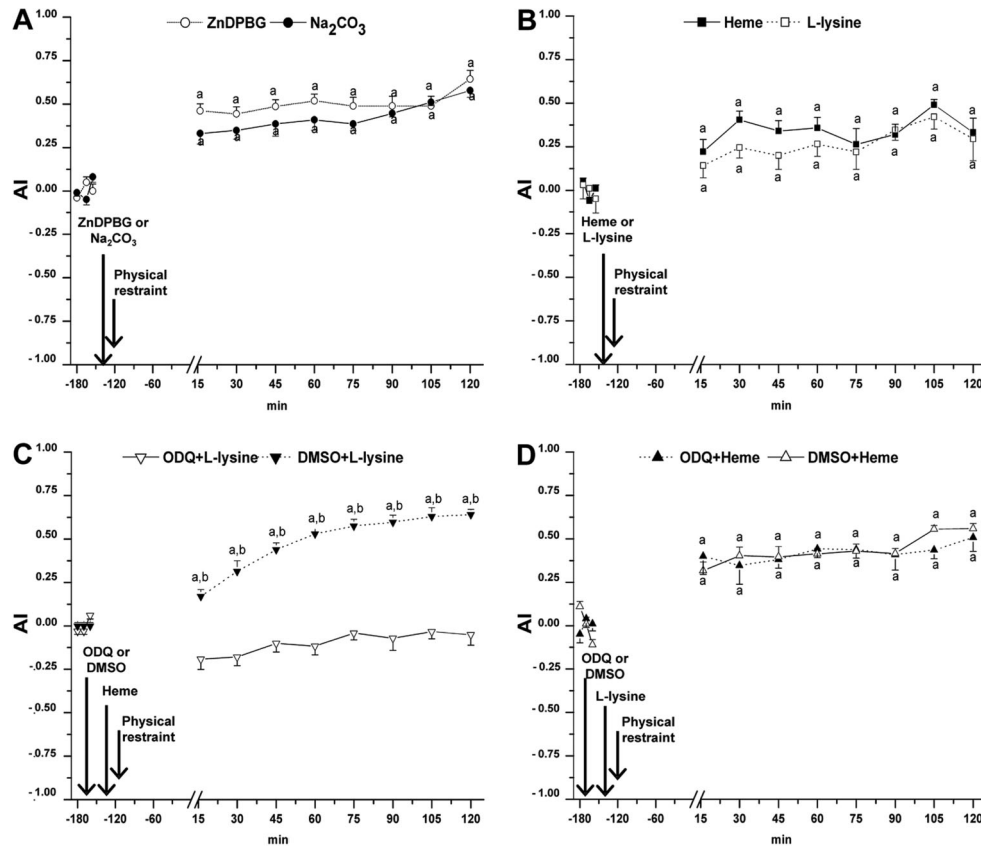 A
ZnDPBG Na₂CO₃
1.00
0.75
0.50
0.25
0.00
- 0.25
- 0.50
- 0.75
- 1.00
AI
a a a a a a a a
a a a a a a a a
ZnDPBG or
Na₂CO₃
Physical
restraint
-180 -120 -60 15 30 45 60 75 90 105 120
min
B
Heme L-lysine
1.00
0.75
0.50
0.25
0.00
- 0.25
- 0.50
- 0.75
- 1.00
AI
a a a a a a a a
a a a a a a a a
Heme or
L-lysine
Physical
restraint
-180 -120 -60 15 30 45 60 75 90 105 120
min
C
ODQ+L-lysine DMSO+L-lysine
1.00
0.75
0.50
0.25
0.00
- 0.25
- 0.50
- 0.75
- 1.00
AI
a,b a,b a,b a,b a,b a,b a,b a,b
ODQ or
DMSO
Heme
Physical
restraint
-180 -120 -60 15 30 45 60 75 90 105 120
min
D
ODQ+Heme DMSO+Heme
1.00
0.75
0.50
0.25
0.00
- 0.25
- 0.50
- 0.75
- 1.00
AI
a a a a a a a a
a a a a a a a a
ODQ or
DMSO
L-lysine
Physical
restraint
-180 -120 -60 15 30 45 60 75 90 105 120
min